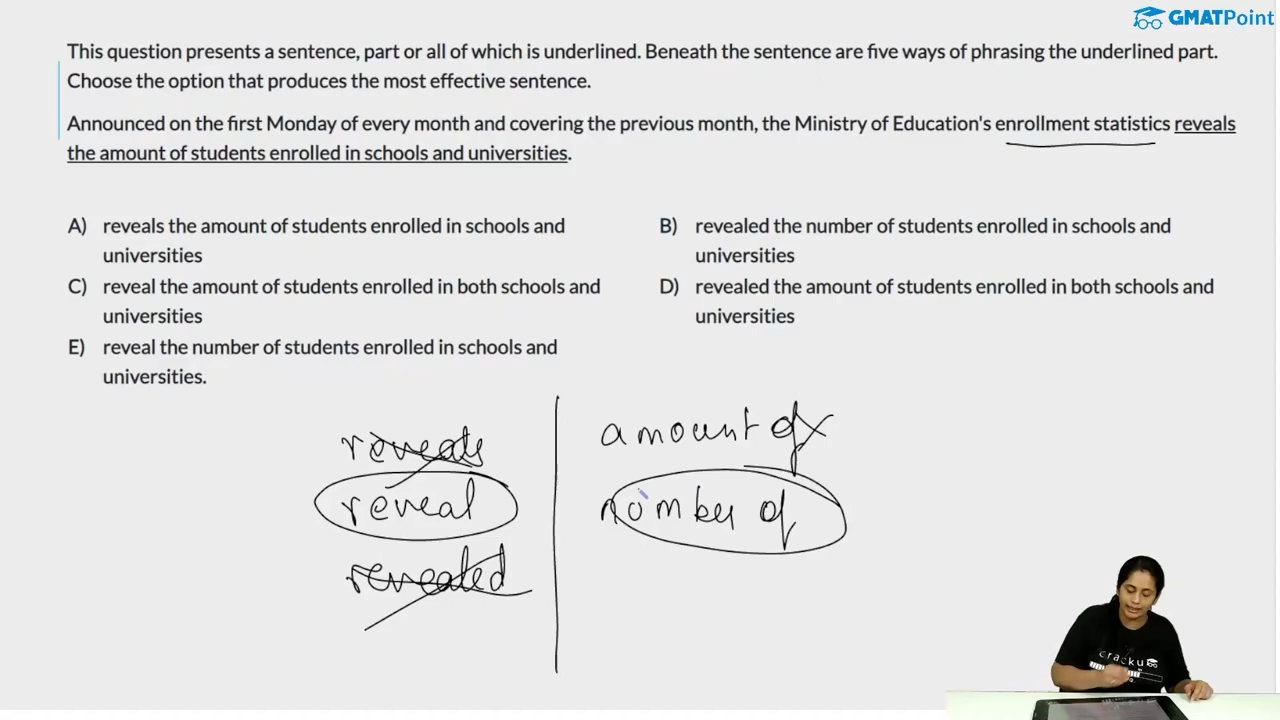 GMATPoint
This question presents a sentence, part or all of which is underlined. Beneath the sentence are five ways of phrasing the underlined part.
Choose the option that produces the most effective sentence.
Announced on the first Monday of every month and covering the previous month, the Ministry of Education's enrollment statistics reveals
the amount of students enrolled in schools and universities.
A) reveals the amount of students enrolled in schools and
universities
B) revealed the number of students enrolled in schools and
universities
C) reveal the amount of students enrolled in both schools and
universities
D) revealed the amount of students enrolled in both schools and
universities
E) reveal the number of students enrolled in schools and
universities.
reveals
reveal
revealed
amount of
number of
cracku